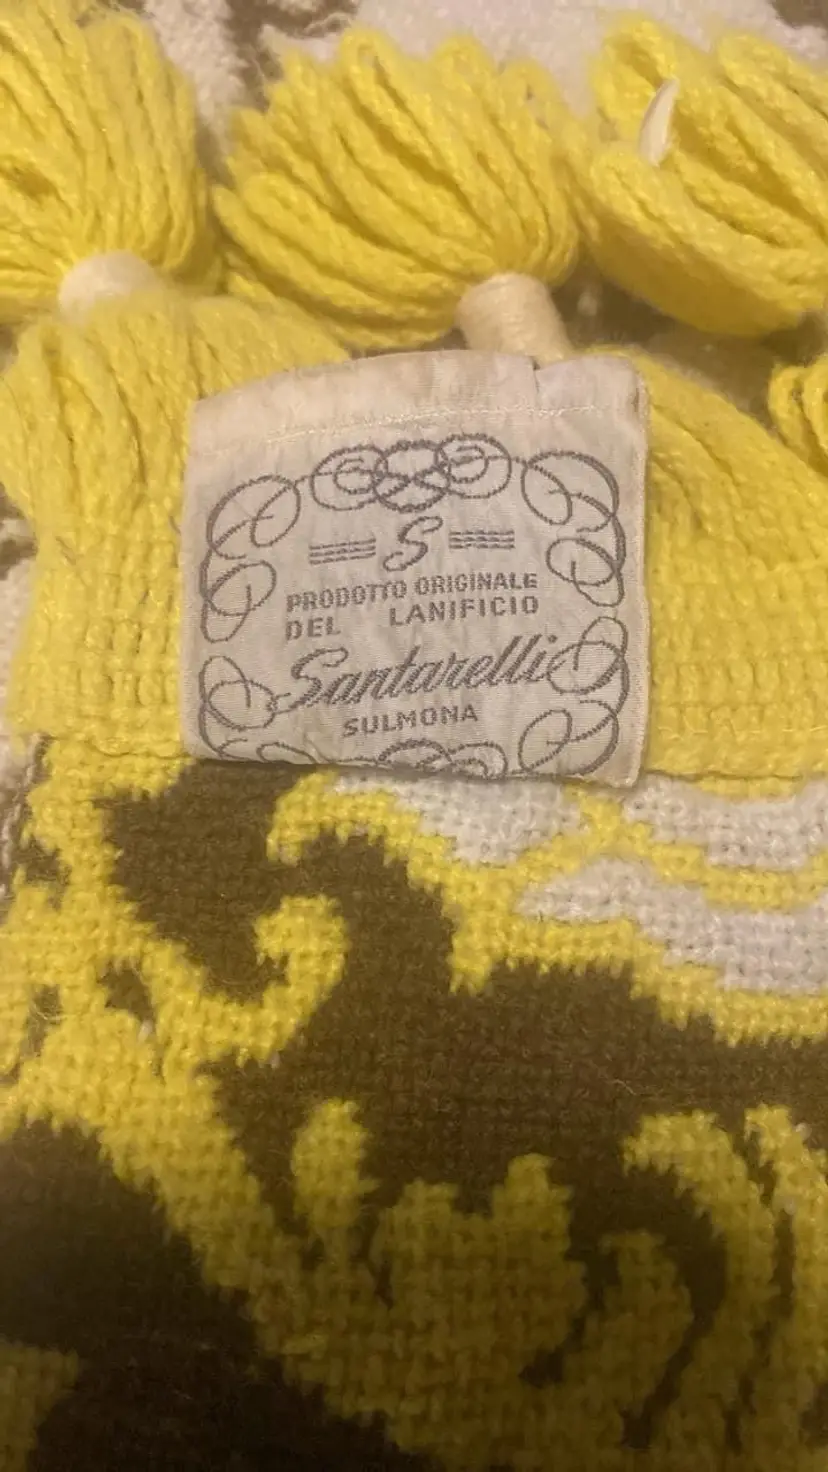 S
PRODOTTO ORIGINALE
DEL LANIFICIO
Santarelli
SULMONA